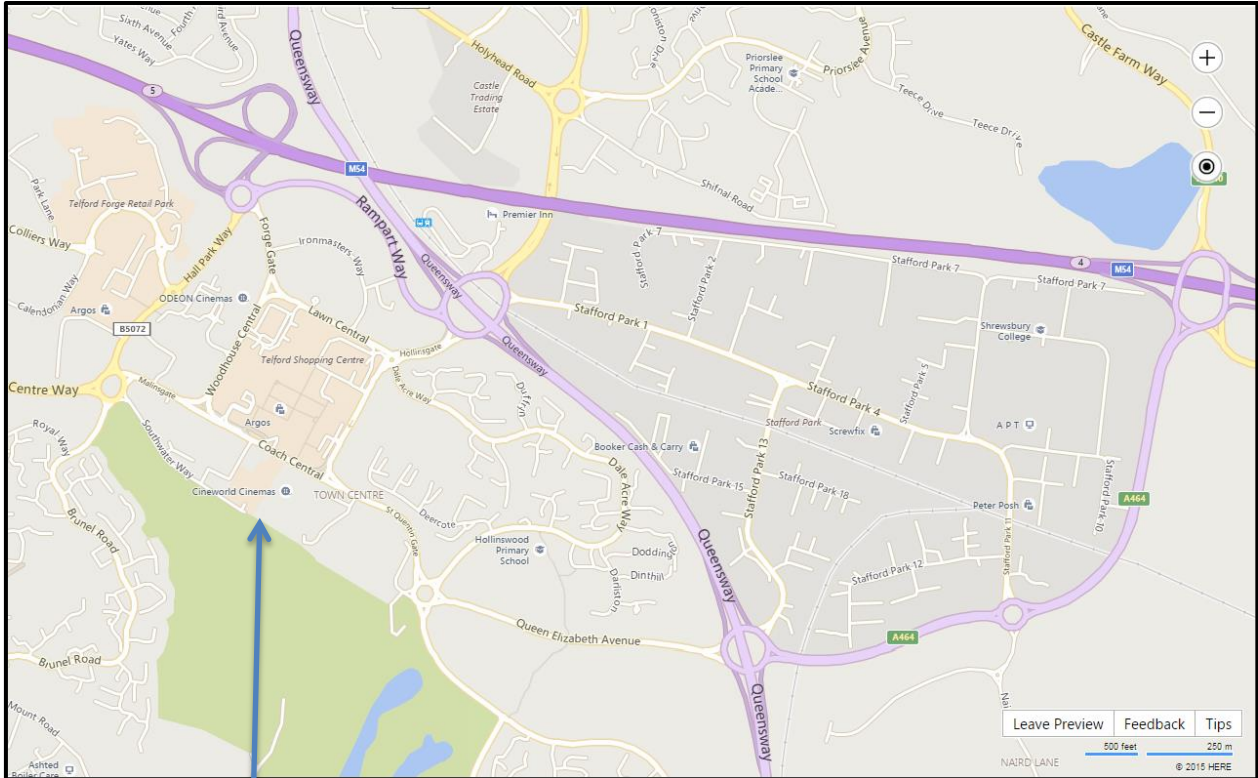 Sixth Avenue
Yates Way
Queensway
Holyhead Road
Castle
Trading
Estate
Priorslee
Primary
School
Acade...
Priorslee Avenue
Castle Farm Way
Teece Drive
Teece Drive
5
M54
Park Lane
Telford Forge Retail Park
Colliers Way
Hall Park Way
Forge Gate
Ironmasters Way
Rampart Way
Premier Inn
Shifnal Road
Stafford Park 7
Stafford Park 2
Stafford Park 7
4
M54
Stafford Park 7
Calendonian Way
Argos
ODEON Cinemas
B5072
Woodhouse Central
Lawn Central
Queensway
Stafford Park 1
Shrewsbury
College
Telford Shopping Centre
Hollinsgate
Queensway
Centre Way
Malinsgate
Dale Acre Way
Duffryn
Stafford Park 4
Stafford Park 5
Argos
Royal Way
Southwater Way
Coach Central
Booker Cash & Carry
Stafford Park
Screwfix
A P T
Stafford Park 13
Cineworld Cinemas
TOWN CENTRE
Dale Acre Way
Stafford Park 15
Stafford Park 18
Stafford Park 10
A464
Brunel Road
St Quentin Gate
Deercote
Peter Posh
Stafford Park 11
Hollinswood
Primary
School
Dodding
Dinthill
Darliston
Queensway
Stafford Park 12
Queen Elizabeth Avenue
A464
Brunel Road
Queensway
Mount Road
Leave Preview
Feedback
Tips
500 feet
250 m
Ashted
Boiler Care
NAIRD LANE
© 2015 HERE